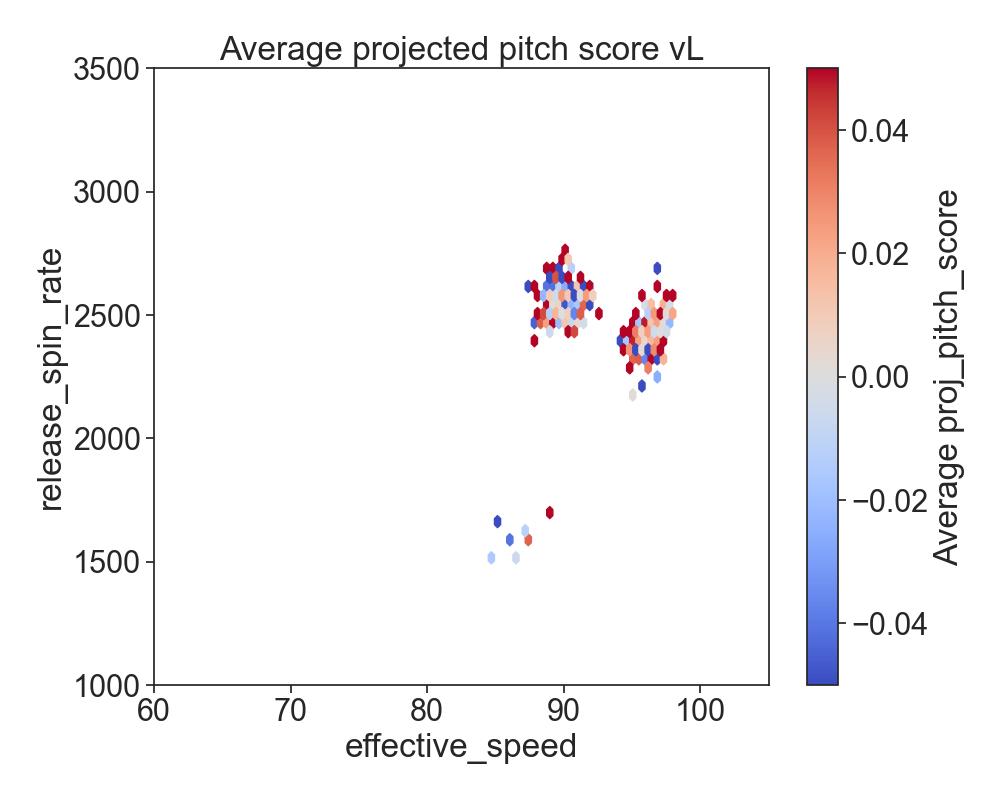 Average projected pitch score vL
3500
3000
2500
2000
1500
1000
release_spin_rate
60 70 80 90 100
effective_speed
0.04
0.02
0.00
−0.02
−0.04
Average proj_pitch_score